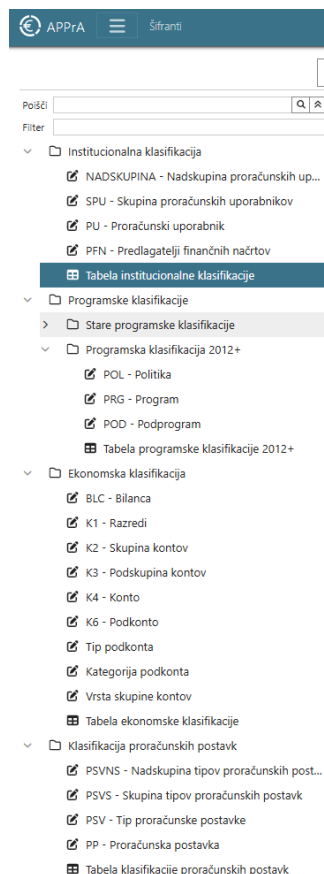 APPrA Šifranti
Poišči
Filter
Institucionalna klasifikacija
NADSKUPINA - Nadskupina proračunskih up...
SPU - Skupina proračunskih uporabnikov
PU - Proračunski uporabnik
PFN - Predlagatelji finančnih načrtov
Tabela institucionalne klasifikacije
Programske klasifikacije
Stare programske klasifikacije
Programska klasifikacija 2012+
POL - Politika
PRG - Program
POD - Podprogram
Tabela programske klasifikacije 2012+
Ekonomska klasifikacija
BLC - Bilanca
K1 - Razredi
K2 - Skupina kontov
K3 - Podskupina kontov
K4 - Konto
K6 - Podkonto
Tip podkonta
Kategorija podkonta
Vrsta skupine kontov
Tabela ekonomske klasifikacije
Klasifikacija proračunskih postavk
PSVNS - Nadskupina tipov proračunskih post...
PSVS - Skupina tipov proračunskih postavk
PSV - Tip proračunske postavke
PP - Proračunska postavka
Tabela klasifikacije proračunskih postavk